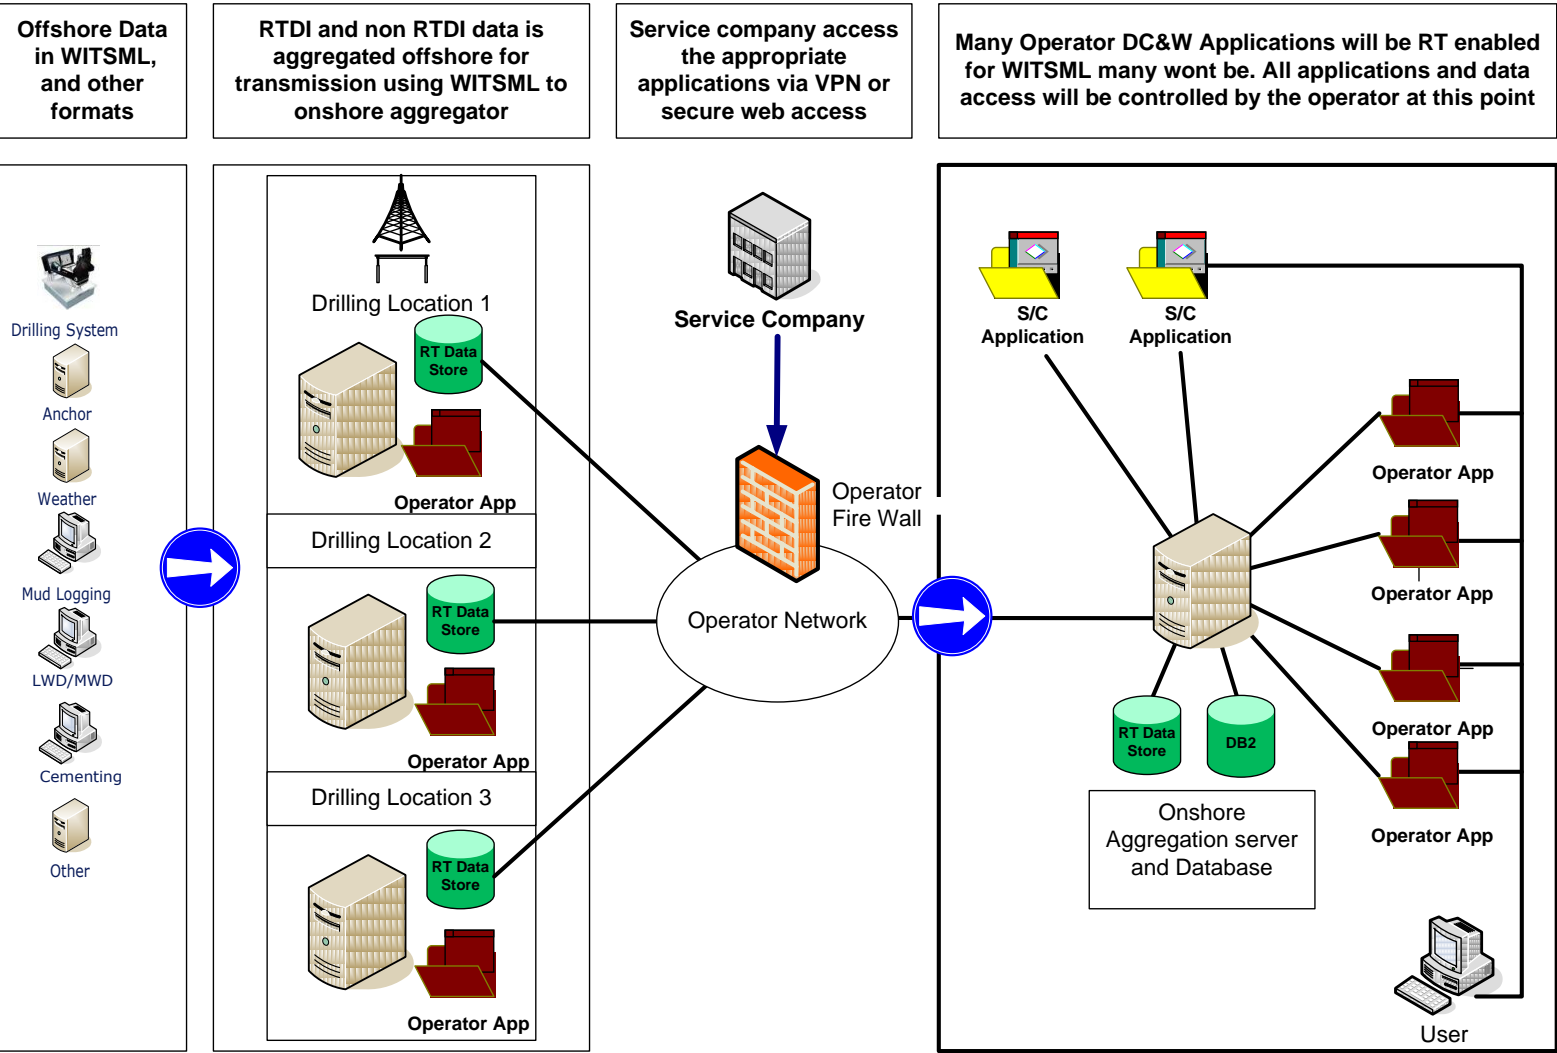 Offshore Data
in WITSML,
and other
formats
RTDI and non RTDI data is
aggregated offshore for
transmission using WITSML to
onshore aggregator
Service company access
the appropriate
applications via VPN or
secure web access
Many Operator DC&W Applications will be RT enabled
for WITSML many wont be. All applications and data
access will be controlled by the operator at this point
Drilling System
Anchor
Weather
Mud Logging
LWD/MWD
Cementing
Other
Drilling Location 1
RT Data
Store
Operator App
Drilling Location 2
RT Data
Store
Operator App
Drilling Location 3
RT Data
Store
Operator App
Service Company
Operator
Fire Wall
Operator Network
S/C
Application
S/C
Application
Operator App
Operator App
Operator App
Operator App
RT Data
Store
DB2
Onshore
Aggregation server
and Database
User